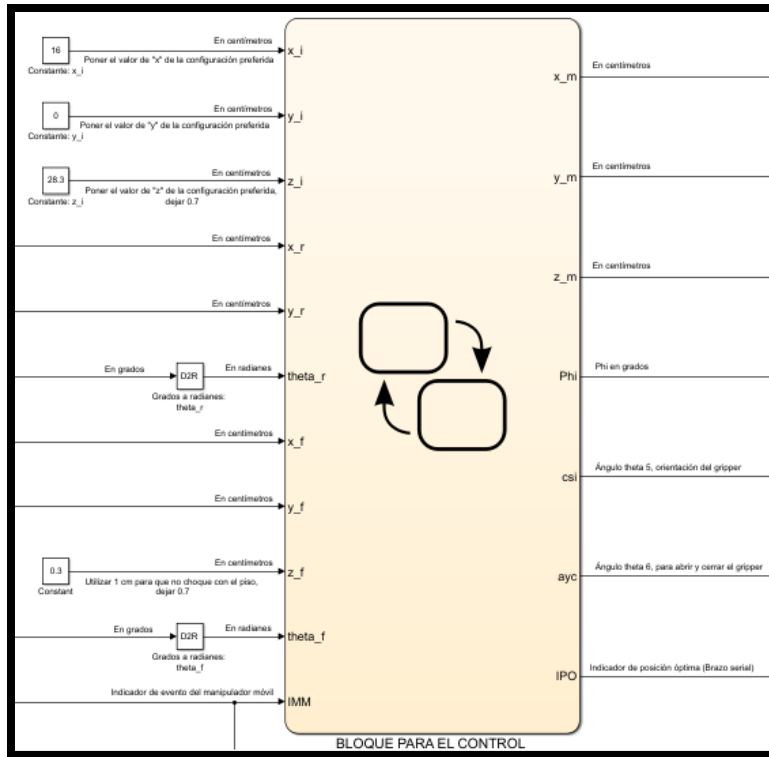 En centímetros
16
x_i
Poner el valor de "x" de la configuración preferida
Constante: x_i
En centímetros
x_m
En centímetros
0
y_i
Poner el valor de "y" de la configuración preferida
Constante: y_i
En centímetros
y_m
En centímetros
28.3
z_i
Poner el valor de "z" de la configuración preferida,
dejar 0.7
Constante: z_i
En centímetros
x_r
En centímetros
z_m
En centímetros
y_r
En grados
D2R
En radianes
theta_r
Grados a radianes:
theta_r
Phi
Phi en grados
En centímetros
x_f
csi
Ángulo theta 5, orientación del gripper
En centímetros
y_f
En centímetros
0.3
z_f
Utilizar 1 cm para que no choque con el piso,
dejar 0.7
Constant
ayc
Ángulo theta 6, para abrir y cerrar el gripper
En grados
D2R
En radianes
theta_f
Grados a radianes:
theta_f
IPO
Indicador de posición óptima (Brazo serial)
Indicador de evento del manipulador móvil
IMM
BLOQUE PARA EL CONTROL